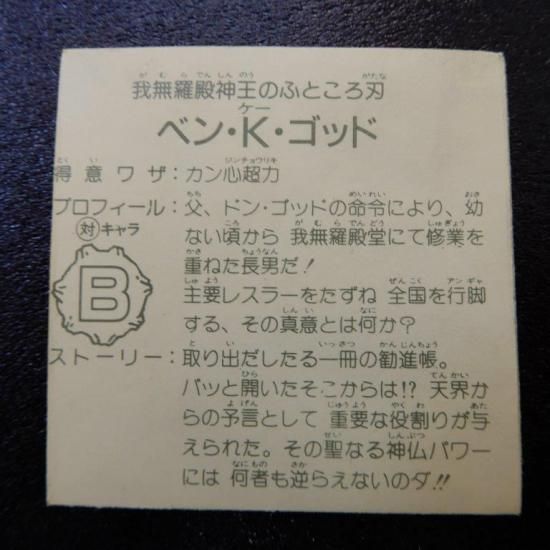 我無羅殿神王のふところ刃
ベン・K・ゴッド
得意ワザ：カン心超力
プロフィール：父、ドン・ゴッドの命令により、幼
ない頃から 我無羅殿堂にて修業を
重ねた長男だ！
主要レスラーをたずね 全国を行脚
する、その真意とは何か？
対キャラ
B
ストーリー：取り出だしたる一冊の勧進帳。
パッと開いたそこからは!? 天界か
らの予言として 重要な役割りが与
えられた。その聖なる神仏パワー
には 何者も逆らえないのダ!!